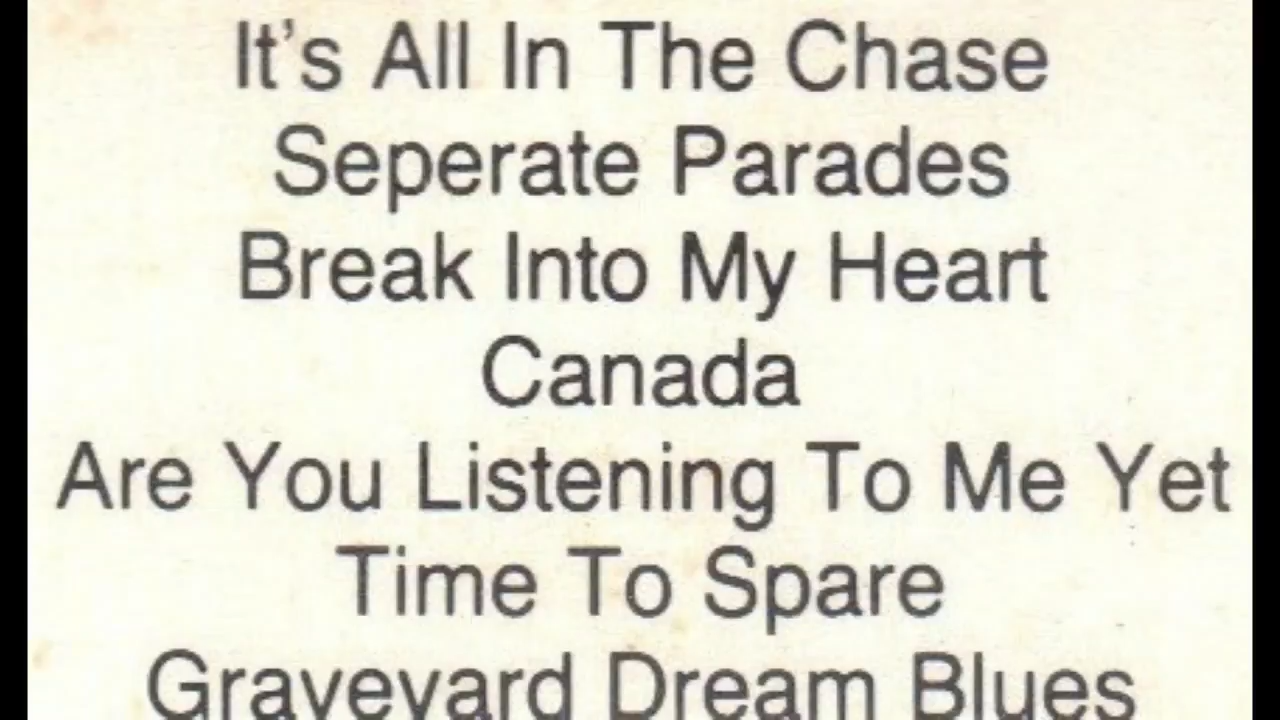 It's All In The Chase
Seperate Parades
Break Into My Heart
Canada
Are You Listening To Me Yet
Time To Spare
Graveyard Dream Blues